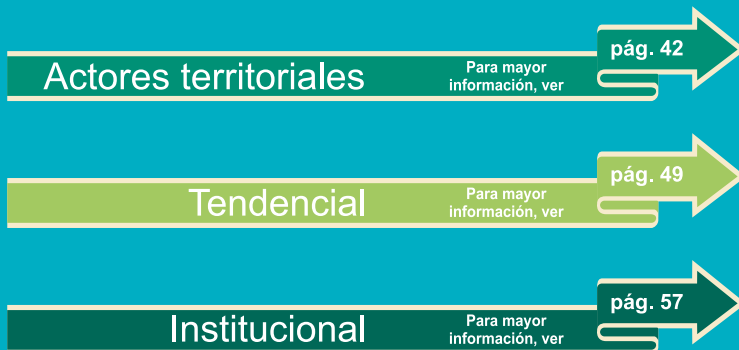 pág. 42
Actores territoriales
Para mayor
información, ver
pág. 49
Tendencial
Para mayor
información, ver
pág. 57
Institucional
Para mayor
información, ver